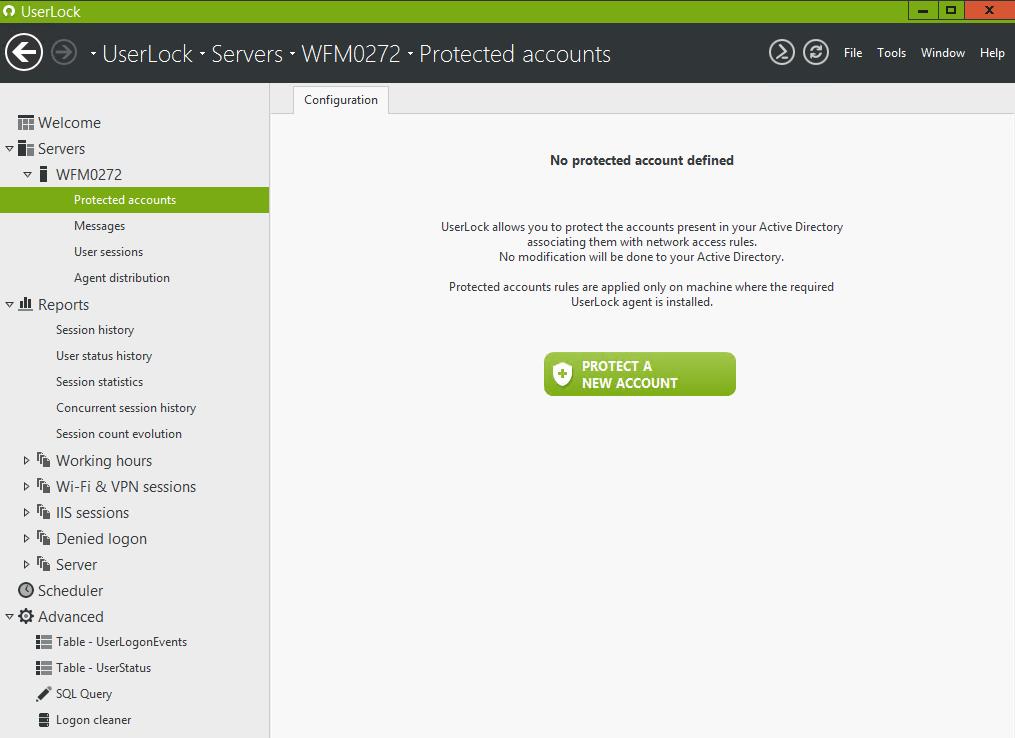 UserLock
· UserLock · Servers · WFM0272 · Protected accounts
File Tools Window Help
Welcome
Servers
WFM0272
Protected accounts
Messages
User sessions
Agent distribution
Reports
Session history
User status history
Session statistics
Concurrent session history
Session count evolution
Working hours
Wi-Fi & VPN sessions
IIS sessions
Denied logon
Server
Scheduler
Advanced
Table - UserLogonEvents
Table - UserStatus
SQL Query
Logon cleaner
Configuration
No protected account defined
UserLock allows you to protect the accounts present in your Active Directory
associating them with network access rules.
No modification will be done to your Active Directory.
Protected accounts rules are applied only on machine where the required
UserLock agent is installed.
PROTECT A
NEW ACCOUNT